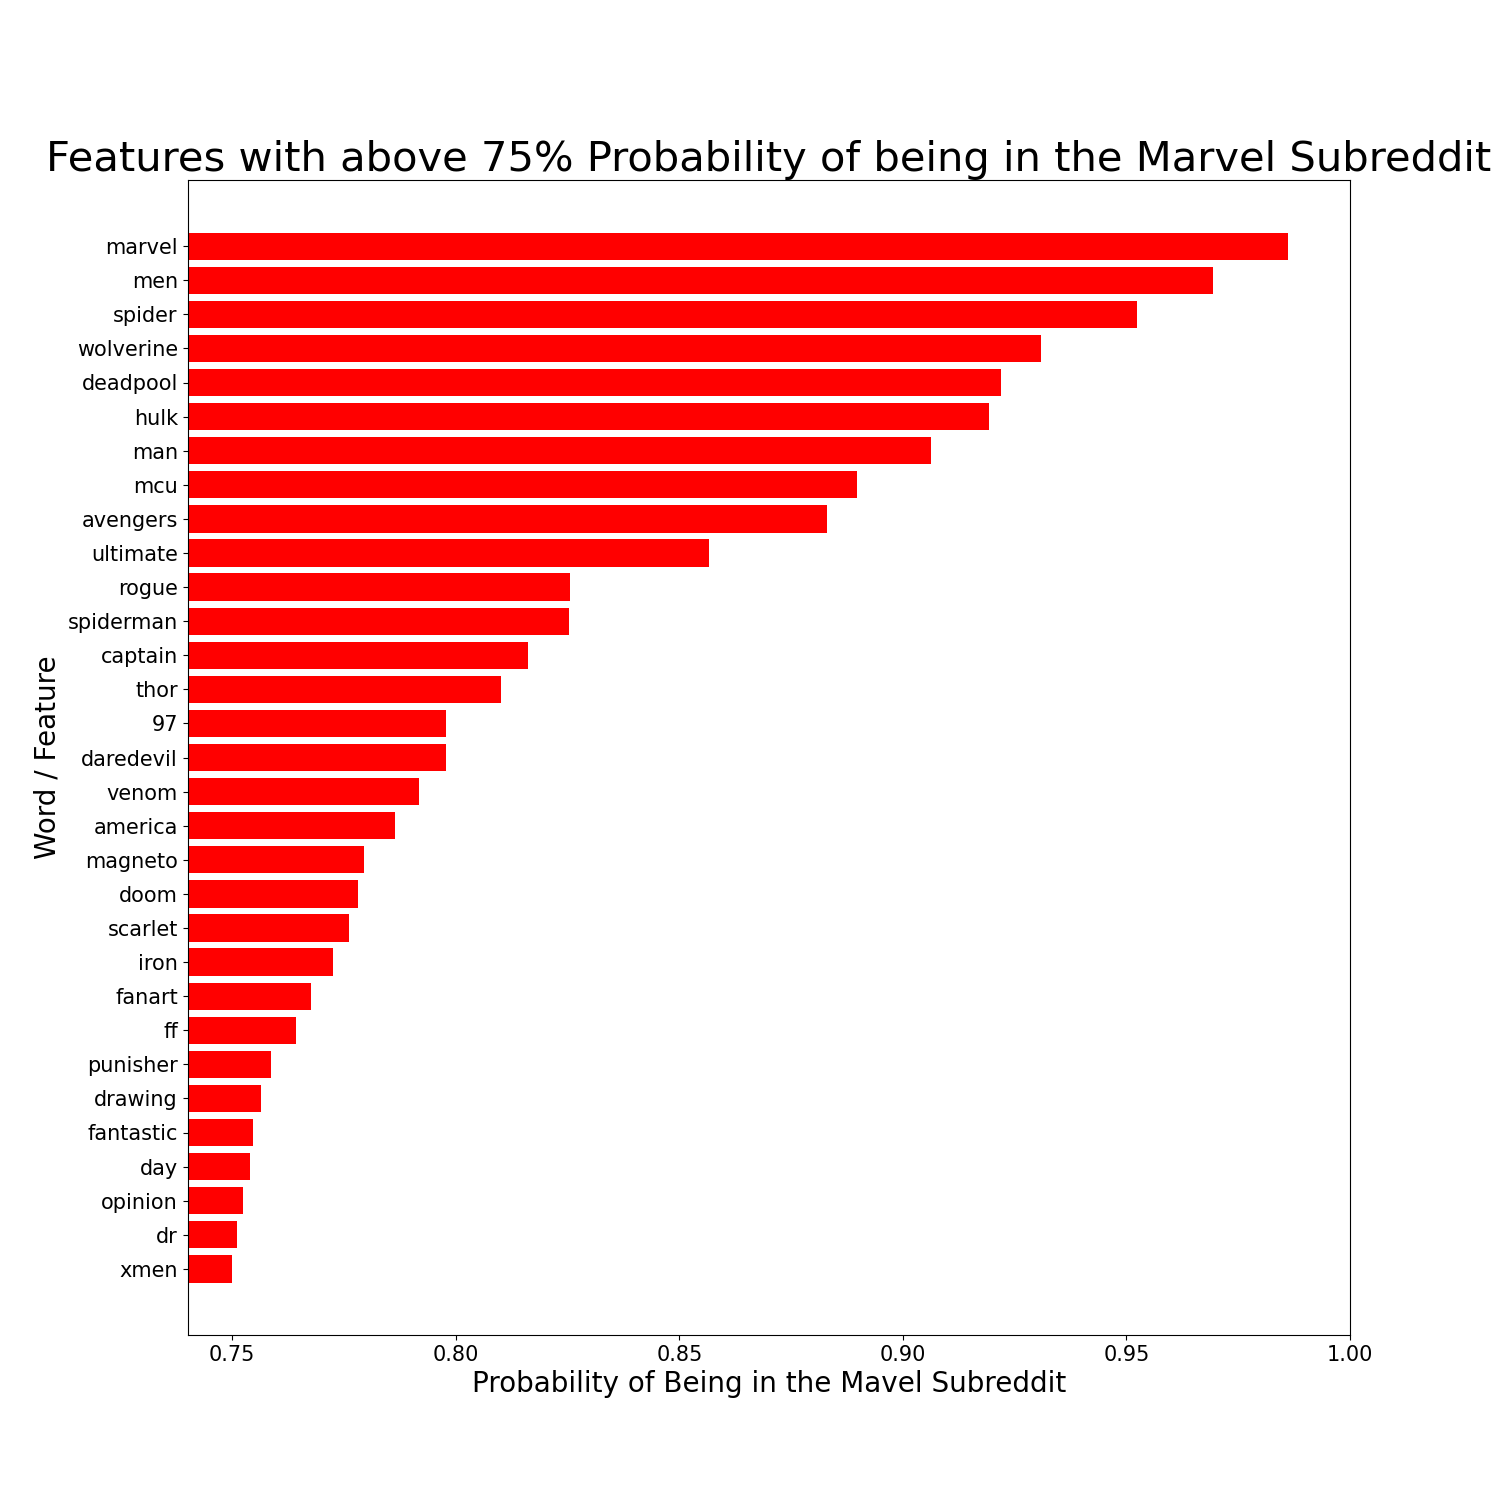 Features with above 75% Probability of being in the Marvel Subreddit
Word / Feature
marvel
men
spider
wolverine
deadpool
hulk
man
mcu
avengers
ultimate
rogue
spiderman
captain
thor
97
daredevil
venom
america
magneto
doom
scarlet
iron
fanart
ff
punisher
drawing
fantastic
day
opinion
dr
xmen
0.75 0.80 0.85 0.90 0.95 1.00
Probability of Being in the Mavel Subreddit